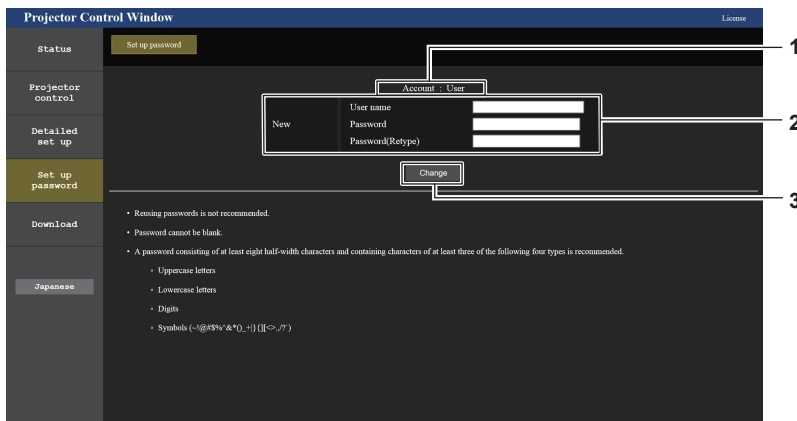 Projector Control Window
License
Status
Set up password
1
Projector
control
Account : User
New
User name
Password
Password(Retype)
2
Detailed
set up
Set up
password
Change
3
Download
• Reusing passwords is not recommended.
• Password cannot be blank.
• A password consisting of at least eight half-width characters and containing characters of at least three of the following four types is recommended.
◦ Uppercase letters
◦ Lowercase letters
◦ Digits
◦ Symbols (~!@#$%^&*()_+|}{][<>.,/?`)
Japanese